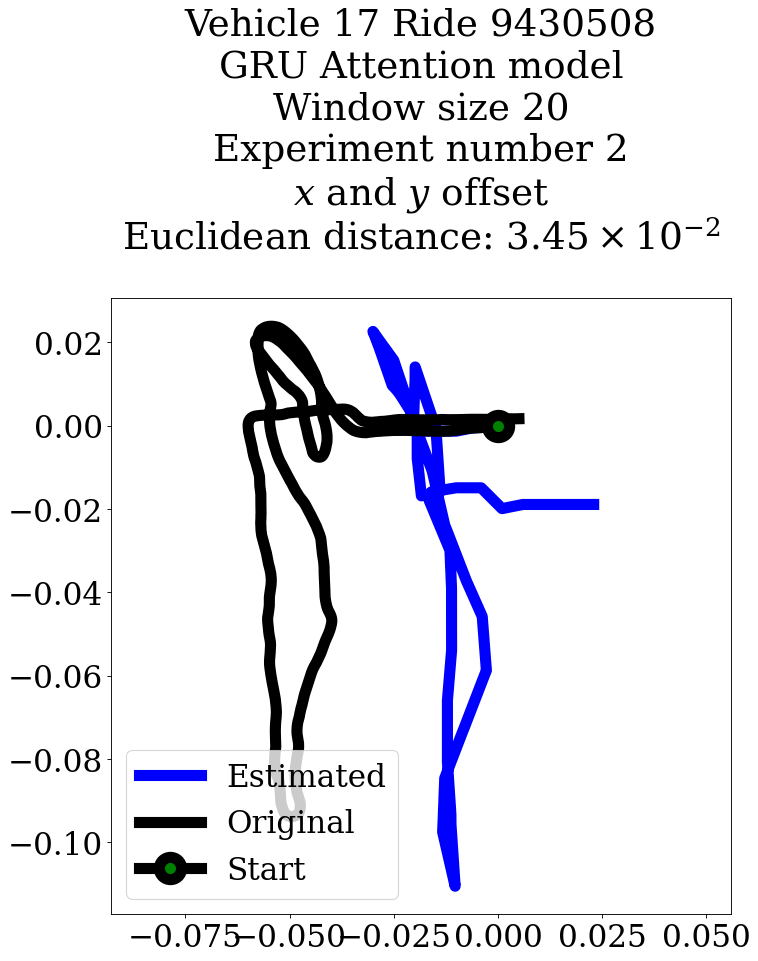 Vehicle 17 Ride 9430508
GRU Attention model
Window size 20
Experiment number 2
x and y offset
Euclidean distance: 3.45 × 10⁻²
0.02
0.00
−0.02
−0.04
−0.06
−0.08
−0.10
Estimated
Original
Start
−0.075 −0.050 −0.025 0.000 0.025 0.050